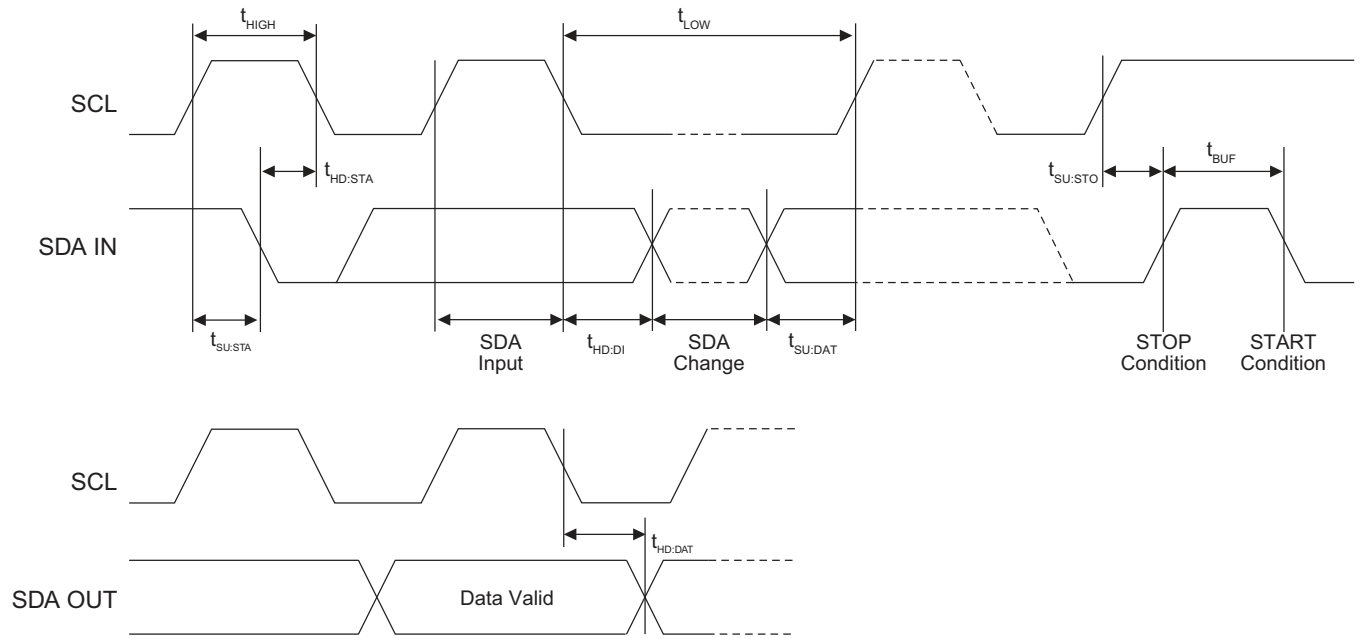 tHIGH
tLOW
SCL
tHD:STA
tSU:STO
tBUF
SDA IN
tSU:STA
SDA
Input
tHD:DI
SDA
Change
tSU:DAT
STOP
Condition
START
Condition
SCL
tHD:DAT
SDA OUT
Data Valid